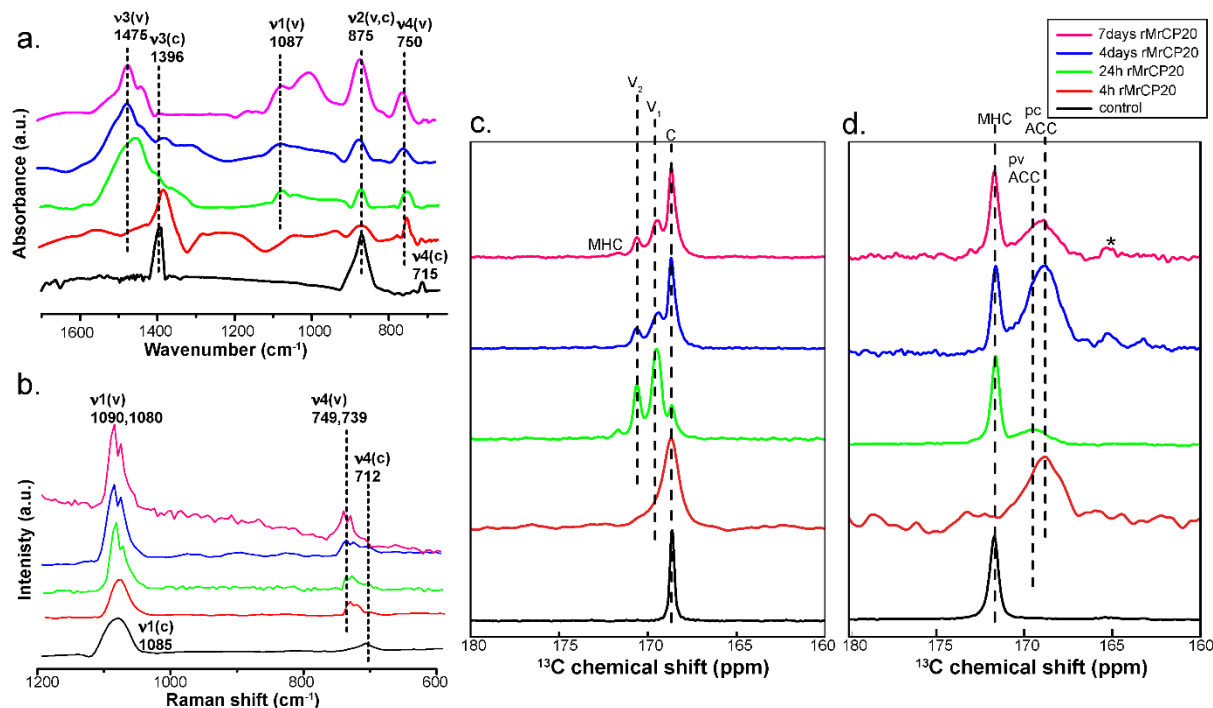 a.
ν3(v)
1475
ν3(c)
1396
ν1(v)
1087
ν2(v,c)
875
ν4(v)
750
ν4(c)
715
Absorbance (a.u.)
1600
1400
1200
1000
800
Wavenumber (cm⁻¹)
b.
ν1(v)
1090,1080
ν4(v)
749,739
ν4(c)
712
ν1(c)
1085
Intenisty (a.u.)
1200
1000
800
600
Raman shift (cm⁻¹)
c.
V₂
V₁
C
MHC
180
175
170
165
160
¹³C chemical shift (ppm)
7days rMrCP20
4days rMrCP20
24h rMrCP20
4h rMrCP20
control
d.
MHC
pc
ACC
pv
ACC
*
180
175
170
165
160
¹³C chemical shift (ppm)